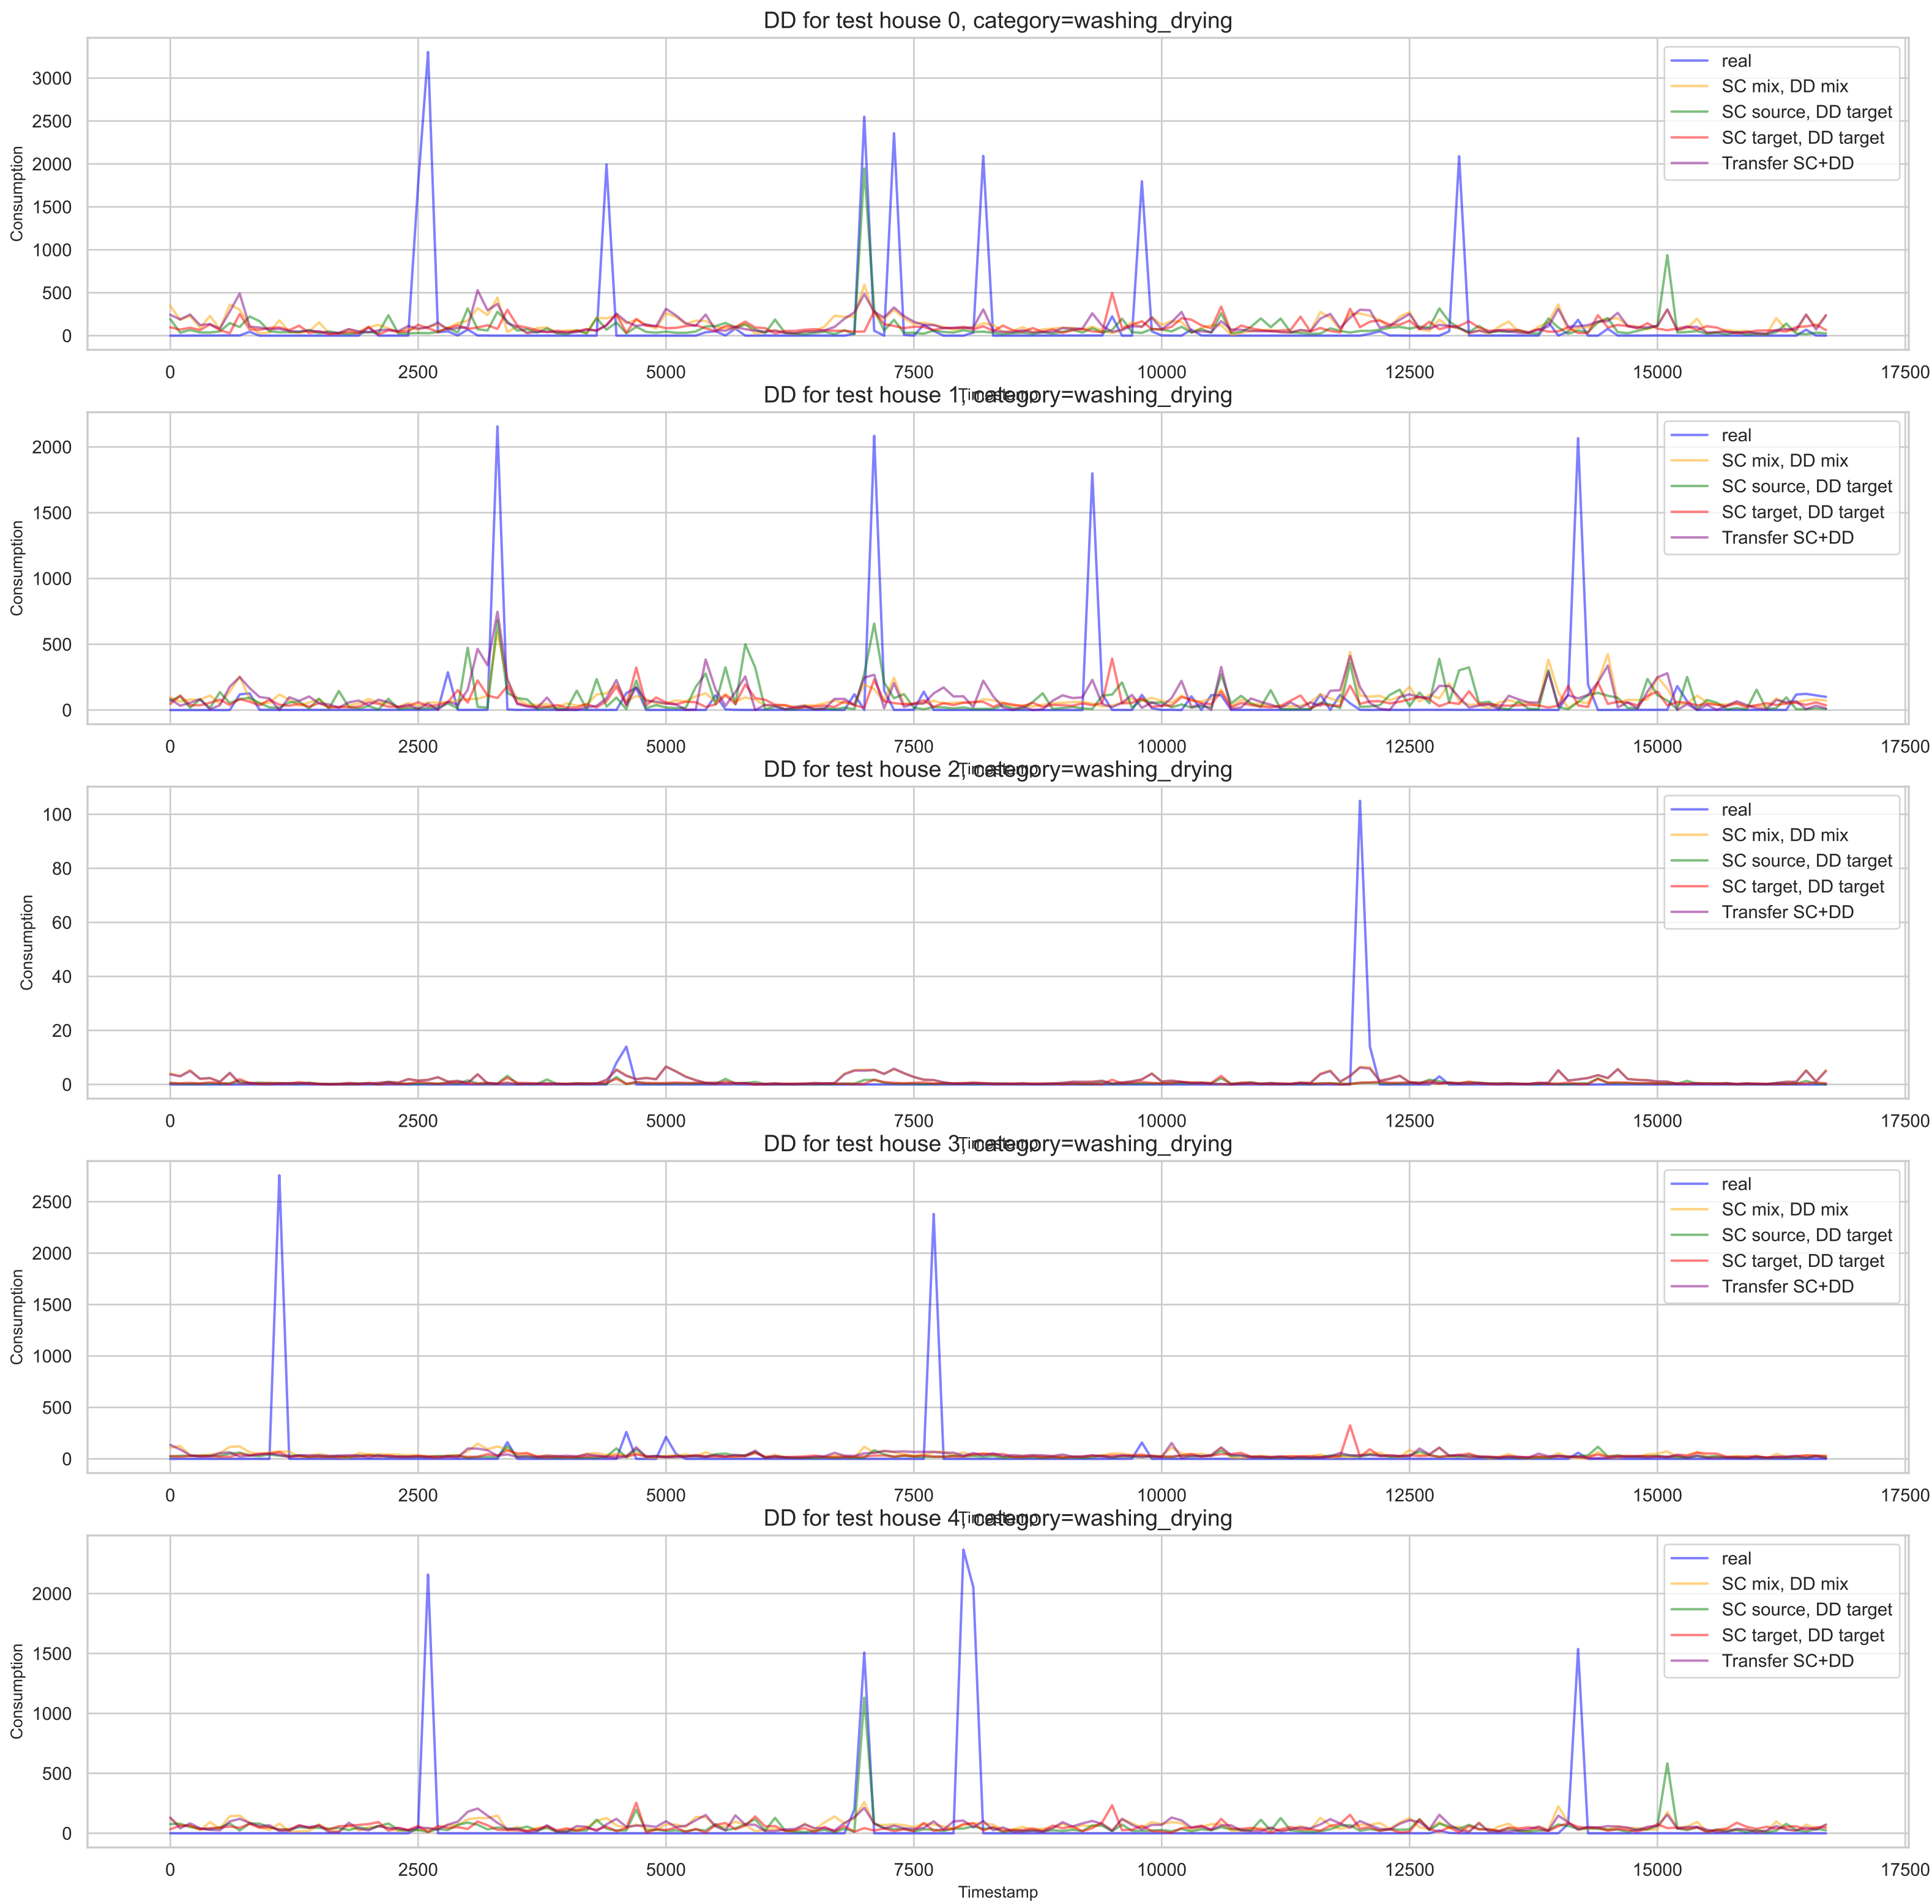 DD for test house 0, category=washing_drying
Consumption
3000
2500
2000
1500
1000
500
0
real
SC mix, DD mix
SC source, DD target
SC target, DD target
Transfer SC+DD
0 2500 5000 7500 10000 12500 15000 17500
Timestamp
DD for test house 1, category=washing_drying
Consumption
2000
1500
1000
500
0
real
SC mix, DD mix
SC source, DD target
SC target, DD target
Transfer SC+DD
0 2500 5000 7500 10000 12500 15000 17500
Timestamp
DD for test house 2, category=washing_drying
Consumption
100
80
60
40
20
0
real
SC mix, DD mix
SC source, DD target
SC target, DD target
Transfer SC+DD
0 2500 5000 7500 10000 12500 15000 17500
Timestamp
DD for test house 3, category=washing_drying
Consumption
2500
2000
1500
1000
500
0
real
SC mix, DD mix
SC source, DD target
SC target, DD target
Transfer SC+DD
0 2500 5000 7500 10000 12500 15000 17500
Timestamp
DD for test house 4, category=washing_drying
Consumption
2000
1500
1000
500
0
real
SC mix, DD mix
SC source, DD target
SC target, DD target
Transfer SC+DD
0 2500 5000 7500 10000 12500 15000 17500
Timestamp